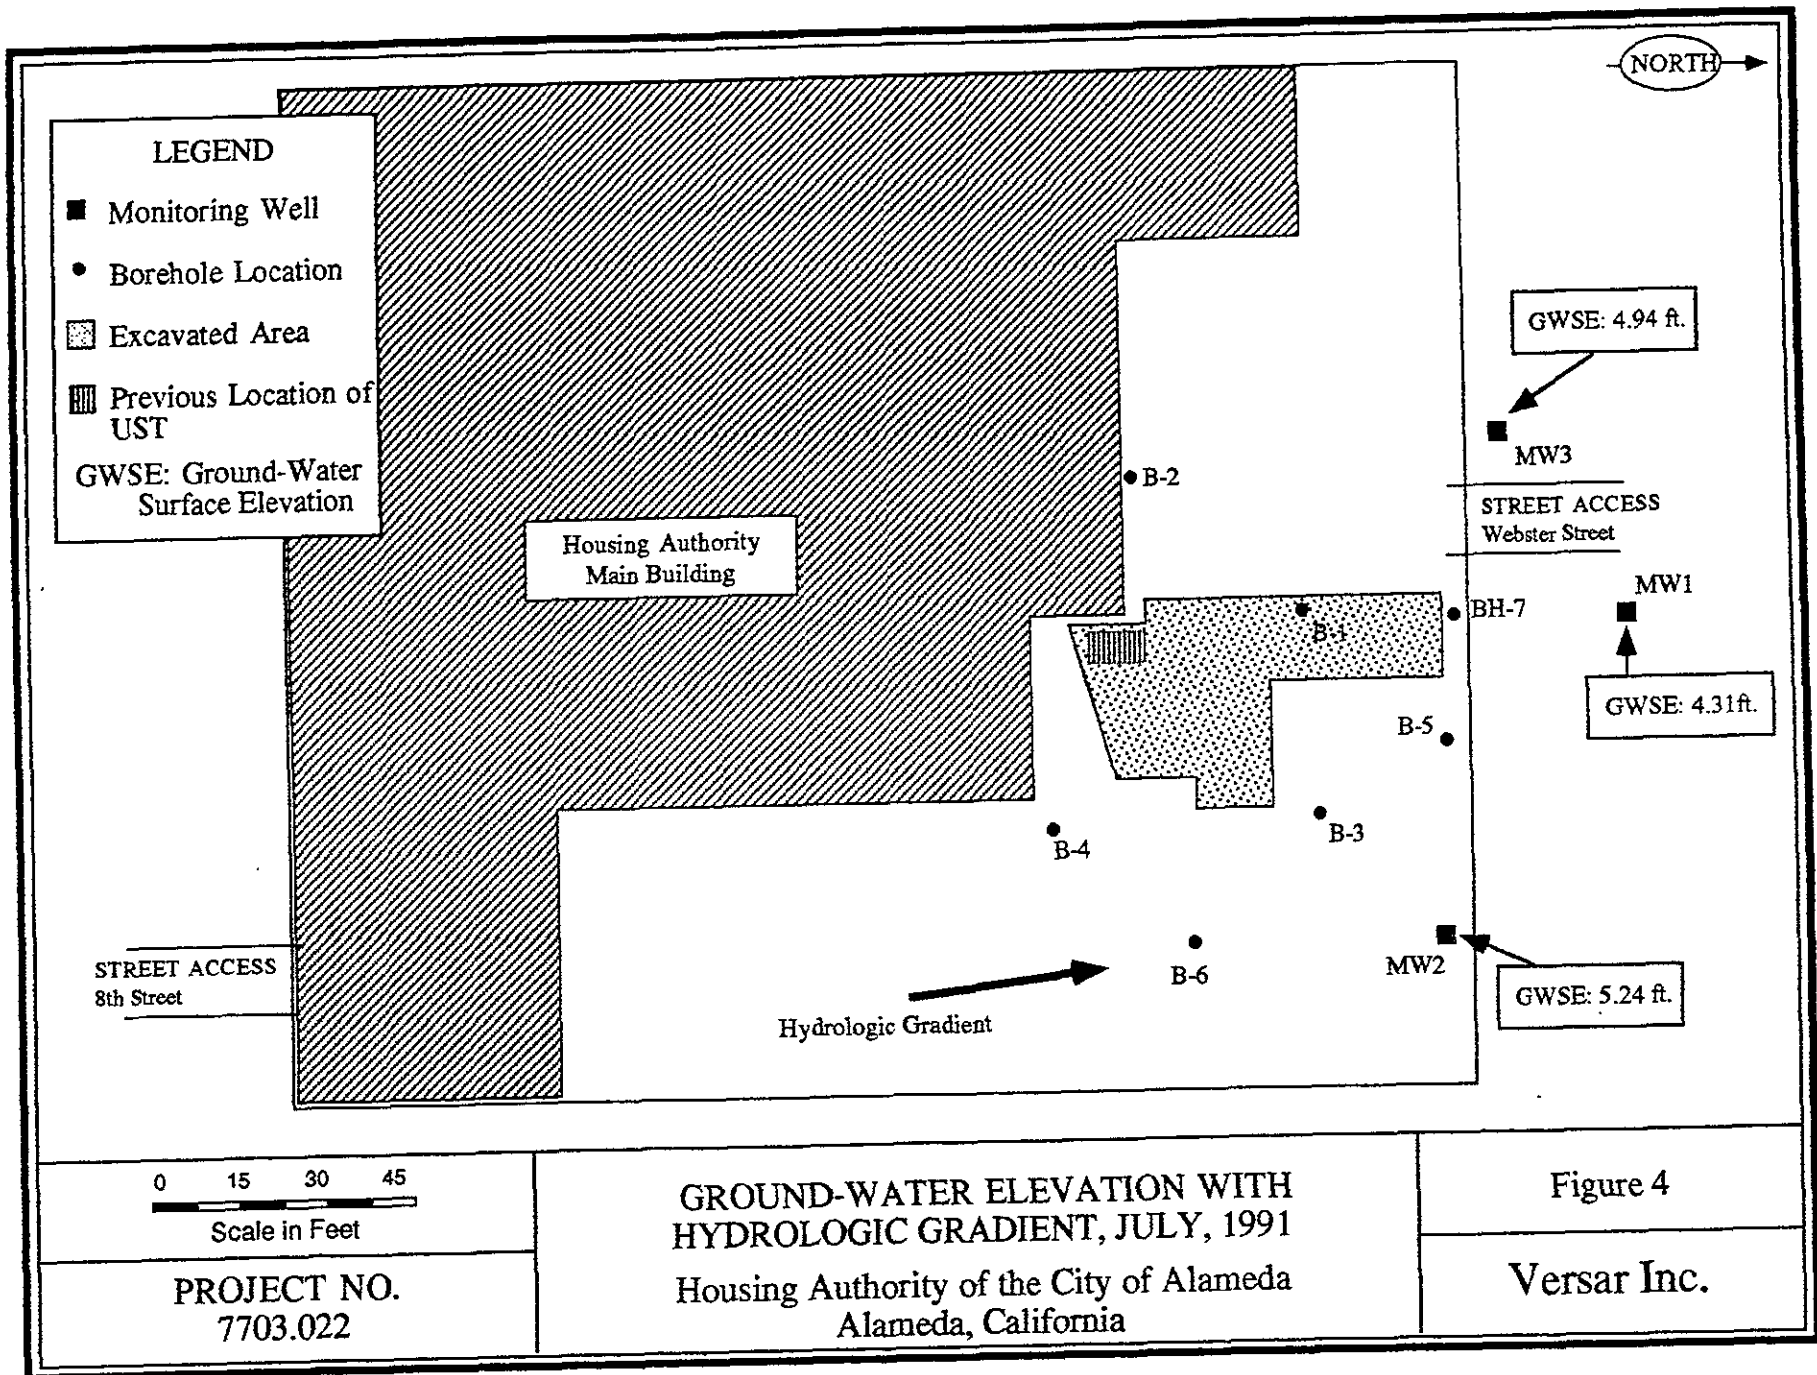 NORTH
LEGEND
Monitoring Well
Borehole Location
Excavated Area
Previous Location of
UST
GWSE: Ground-Water
Surface Elevation
GWSE: 4.94 ft.
MW3
B-2
STREET ACCESS
Webster Street
Housing Authority
Main Building
MW1
BH-7
B-1
GWSE: 4.31ft.
B-5
B-3
B-4
MW2
B-6
GWSE: 5.24 ft.
STREET ACCESS
8th Street
Hydrologic Gradient
0 15 30 45
Scale in Feet
PROJECT NO.
7703.022
GROUND-WATER ELEVATION WITH
HYDROLOGIC GRADIENT, JULY, 1991
Housing Authority of the City of Alameda
Alameda, California
Figure 4
Versar Inc.